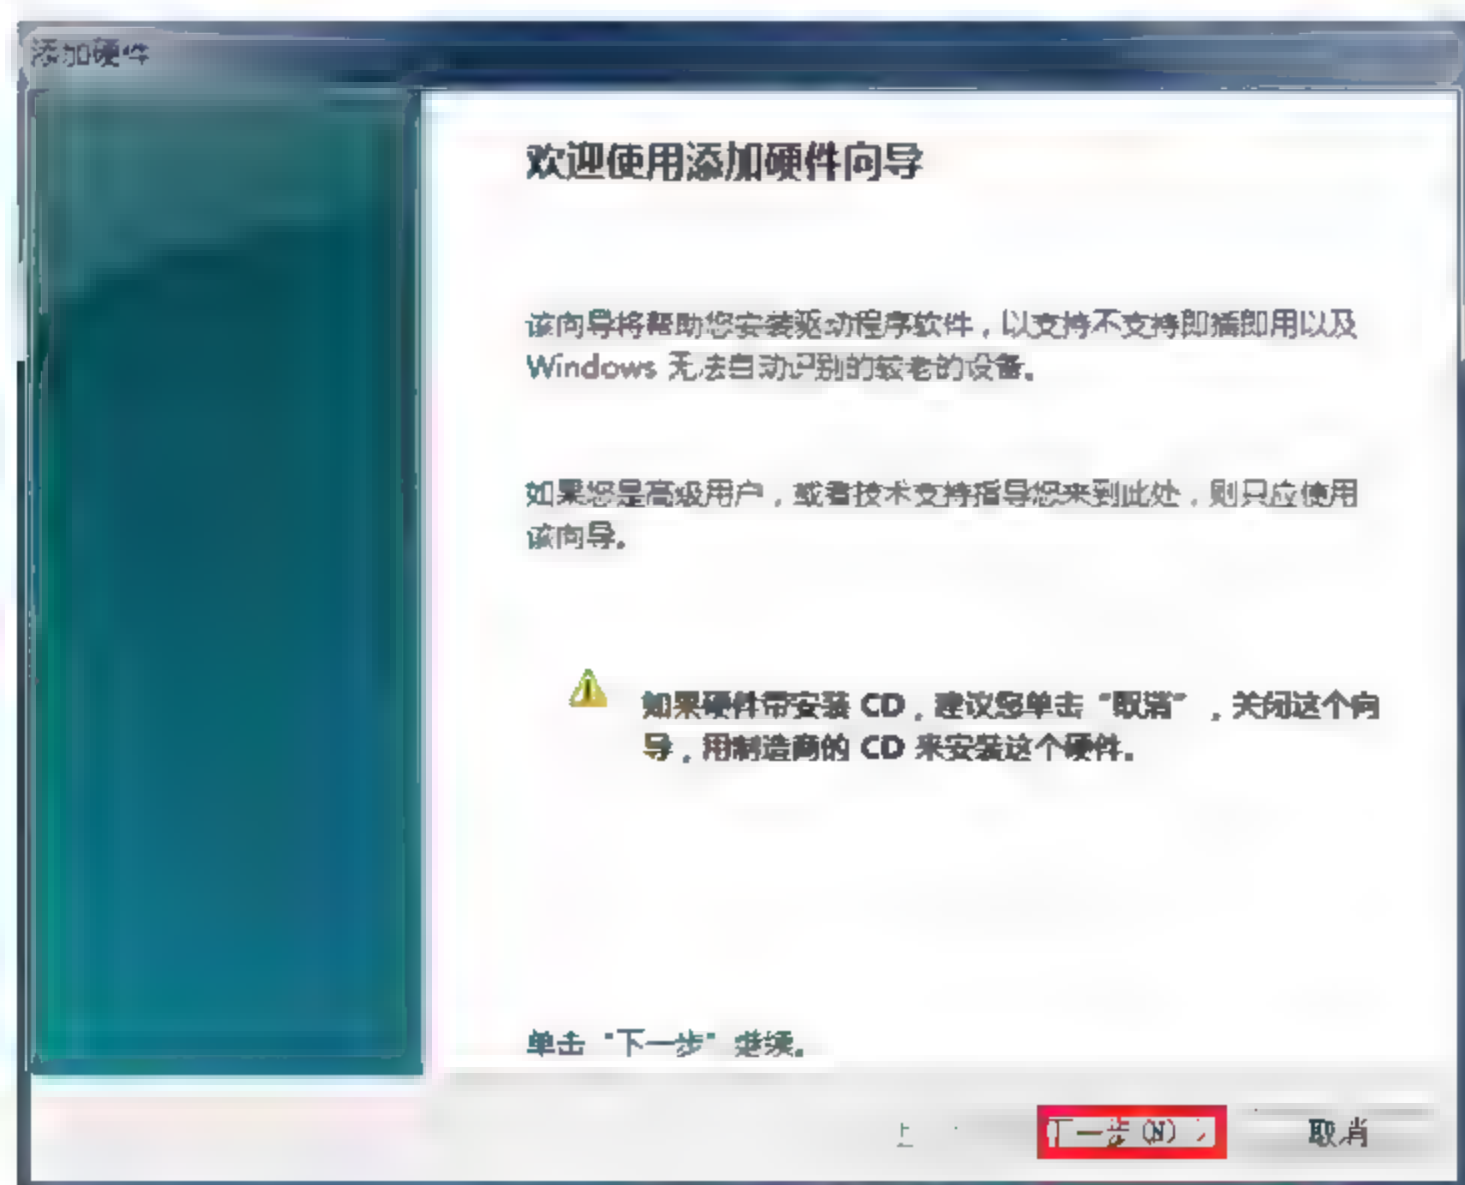 添加硬件
欢迎使用添加硬件向导
该向导将帮助您安装驱动程序软件，以支持不支持即插即用以及
Windows 无法自动识别的较老的设备。
如果您是高级用户，或者技术支持指导您来到此处，则只应使用
该向导。
如果硬件带安装 CD，建议您单击“取消”，关闭这个向
导，用制造商的 CD 来安装这个硬件。
单击“下一步”继续。
上 下一步(N) > 取消